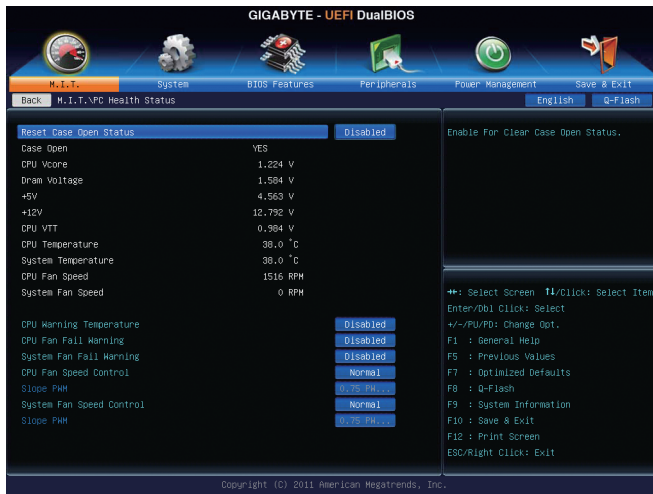 GIGABYTE - UEFI DualBIOS
M.I.T. System BIOS Features Peripherals Power Management Save & Exit
Back M.I.T.\PC Health Status English Q-Flash
Reset Case Open Status Disabled
Case Open YES
CPU Vcore 1.224 V
Dram Voltage 1.584 V
+5V 4.563 V
+12V 12.792 V
CPU VTT 0.984 V
CPU Temperature 38.0 °C
System Temperature 38.0 °C
CPU Fan Speed 1516 RPM
System Fan Speed 0 RPM
CPU Warning Temperature Disabled
CPU Fan Fail Warning Disabled
System Fan Fail Warning Disabled
CPU Fan Speed Control Normal
Slope PWM 0.75 PW...
System Fan Speed Control Normal
Slope PWM 0.75 PW...
Enable For Clear Case Open Status.
→←: Select Screen ↑↓/Click: Select Item
Enter/Dbl Click: Select
+/-/PU/PD: Change Opt.
F1 : General Help
F5 : Previous Values
F7 : Optimized Defaults
F8 : Q-Flash
F9 : System Information
F10 : Save & Exit
F12 : Print Screen
ESC/Right Click: Exit
Copyright (C) 2011 American Megatrends, Inc.